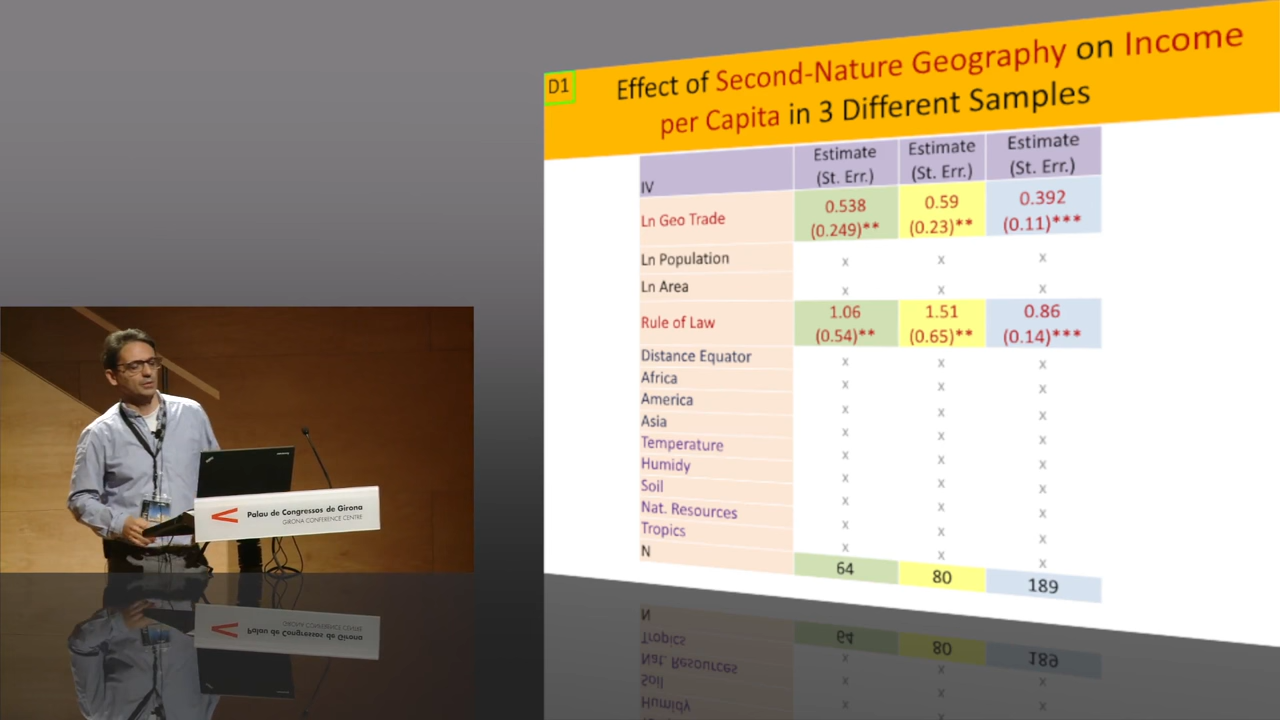 D1
Effect of Second-Nature Geography on Income
per Capita in 3 Different Samples
IV
Estimate (St. Err.)
Estimate (St. Err.)
Estimate (St. Err.)
Ln Geo Trade 0.538 (0.249)** 0.59 (0.23)** 0.392 (0.11)***
Ln Population x x x
Ln Area x x x
Rule of Law 1.06 (0.54)** 1.51 (0.65)** 0.86 (0.14)***
Distance Equator x x x
Africa x x x
America x x x
Asia x x x
Temperature x x x
Humidy x x x
Soil x x x
Nat. Resources x x x
Tropics x x x
N 64 80 189
Palau de Congressos de Girona
GIRONA CONFERENCE CENTRE